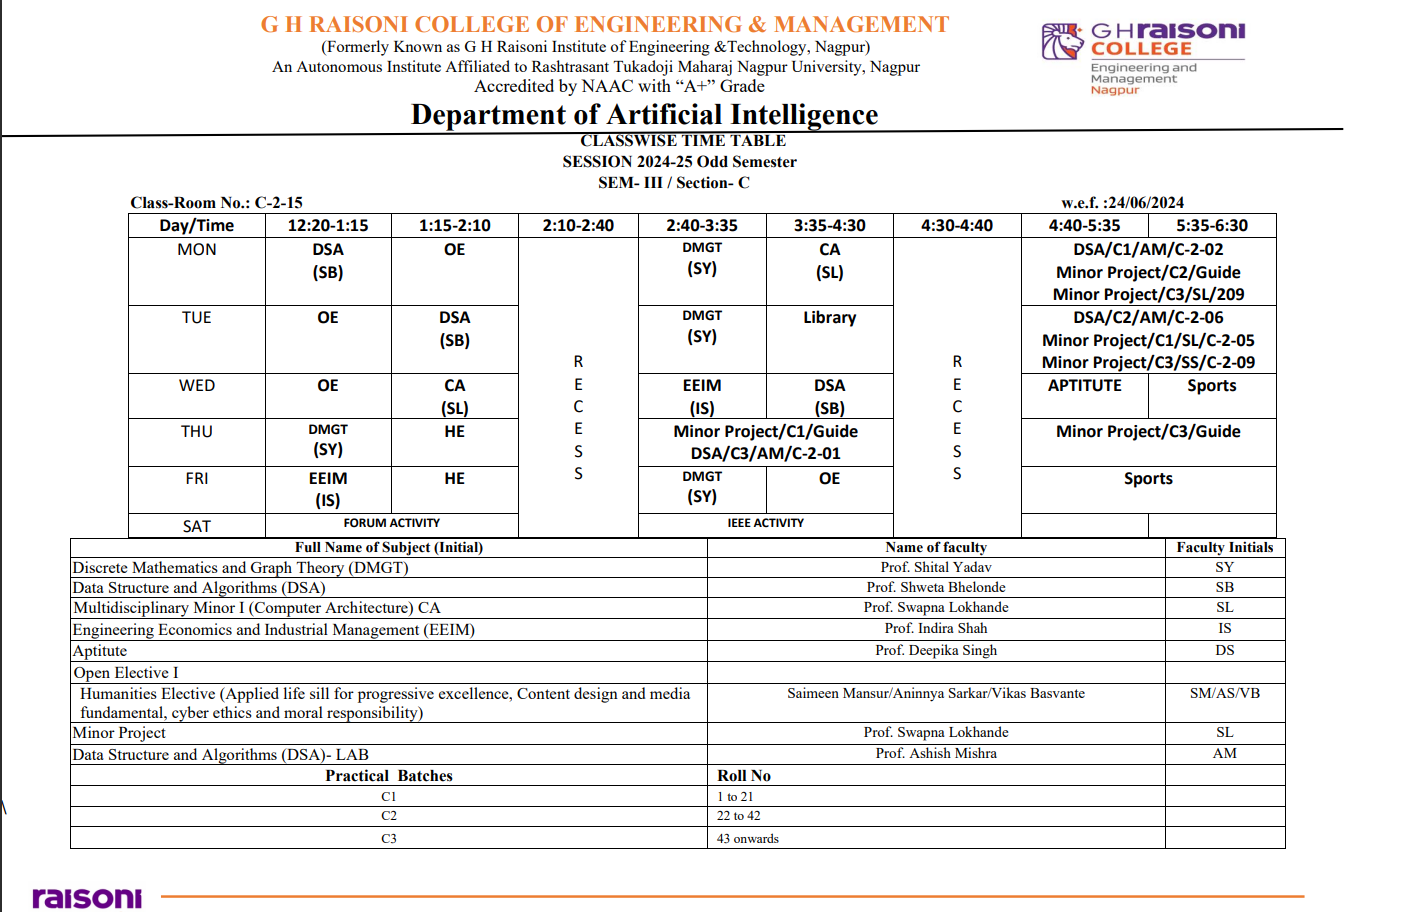 G H RAISONI COLLEGE OF ENGINEERING & MANAGEMENT
(Formerly Known as G H Raisoni Institute of Engineering &Technology, Nagpur)
An Autonomous Institute Affiliated to Rashtrasant Tukadoji Maharaj Nagpur University, Nagpur
Accredited by NAAC with “A+” Grade
GHraisoni
COLLEGE
Engineering and
Management
Nagpur
Department of Artificial Intelligence
CLASSWISE TIME TABLE
SESSION 2024-25 Odd Semester
SEM- III / Section- C
Class-Room No.: C-2-15 w.e.f. :24/06/2024
Day/Time 12:20-1:15 1:15-2:10 2:10-2:40 2:40-3:35 3:35-4:30 4:30-4:40 4:40-5:35 5:35-6:30
MON DSA OE DMGT CA DSA/C1/AM/C-2-02
(SB) (SY) (SL) Minor Project/C2/Guide
Minor Project/C3/SL/209
TUE OE DSA DMGT Library DSA/C2/AM/C-2-06
(SB) (SY) Minor Project/C1/SL/C-2-05
R R Minor Project/C3/SS/C-2-09
WED OE CA E EEIM DSA E APTITUTE Sports
(SL) C (IS) (SB) C
THU DMGT HE E Minor Project/C1/Guide E Minor Project/C3/Guide
(SY) S DSA/C3/AM/C-2-01 S
FRI EEIM HE S DMGT OE S Sports
(IS) (SY)
SAT FORUM ACTIVITY IEEE ACTIVITY
Full Name of Subject (Initial) Name of faculty Faculty Initials
Discrete Mathematics and Graph Theory (DMGT) Prof. Shital Yadav SY
Data Structure and Algorithms (DSA) Prof. Shweta Bhelonde SB
Multidisciplinary Minor I (Computer Architecture) CA Prof. Swapna Lokhande SL
Engineering Economics and Industrial Management (EEIM) Prof. Indira Shah IS
Aptitute Prof. Deepika Singh DS
Open Elective I
Humanities Elective (Applied life sill for progressive excellence, Content design and media Saimeen Mansur/Aninnya Sarkar/Vikas Basvante SM/AS/VB
fundamental, cyber ethics and moral responsibility)
Minor Project Prof. Swapna Lokhande SL
Data Structure and Algorithms (DSA)- LAB Prof. Ashish Mishra AM
Practical Batches Roll No
C1 1 to 21
\ C2 22 to 42
C3 43 onwards
raisoni